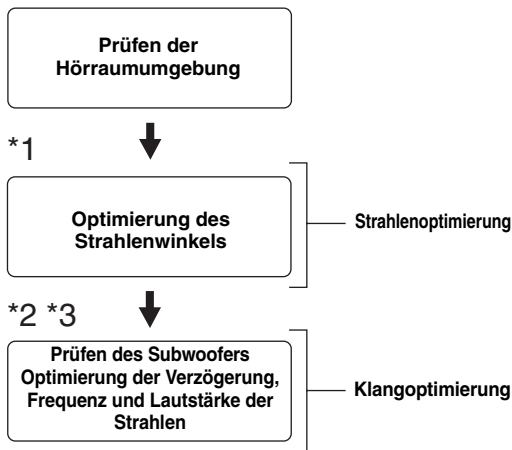 Prüfen der
Hörraumumgebung
*1
Optimierung des
Strahlenwinkels
Strahlenoptimierung
*2 *3
Prüfen des Subwoofers
Optimierung der Verzögerung,
Frequenz und Lautstärke der
Strahlen
Klangoptimierung